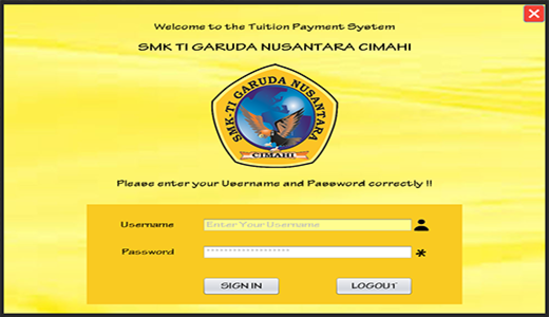 Welcome to the Tuition Payment System
SMK TI GARUDA NUSANTARA CIMAHI
SMK-TI GARUDA NUSANTARA
CIMAHI
Please enter your Username and Password correctly !!
Username Enter Your Username
Password ******************
SIGN IN LOGOUT